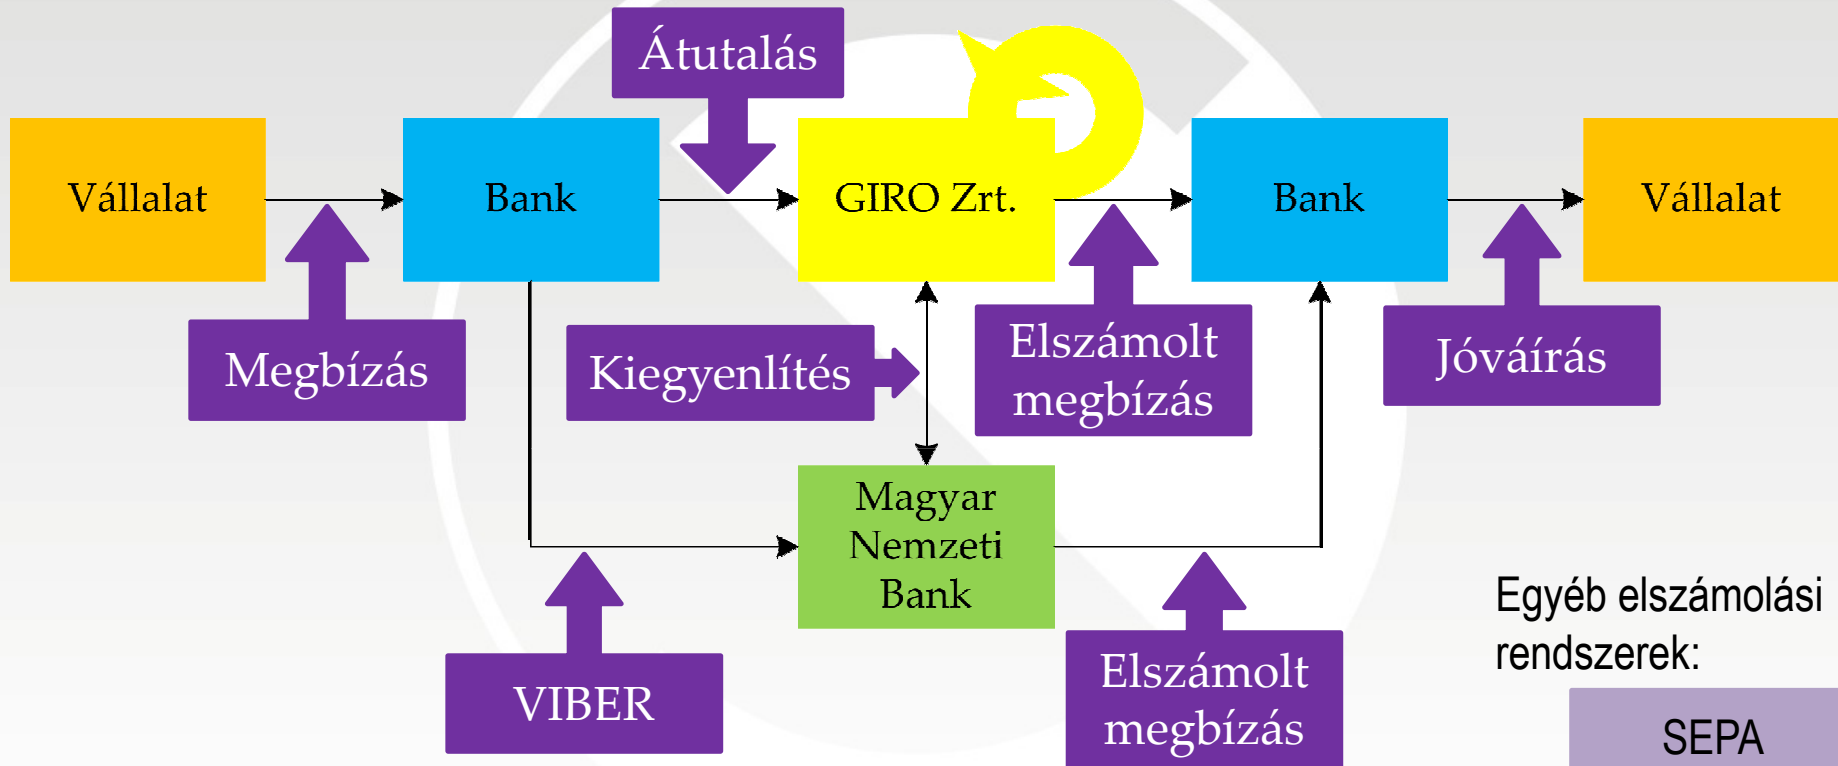 Átutalás
Vállalat
Bank
GIRO Zrt.
Bank
Vállalat
Megbízás
Kiegyenlítés
Elszámolt
megbízás
Jóváírás
Magyar
Nemzeti
Bank
VIBER
Elszámolt
megbízás
Egyéb elszámolási
rendszerek:
SEPA